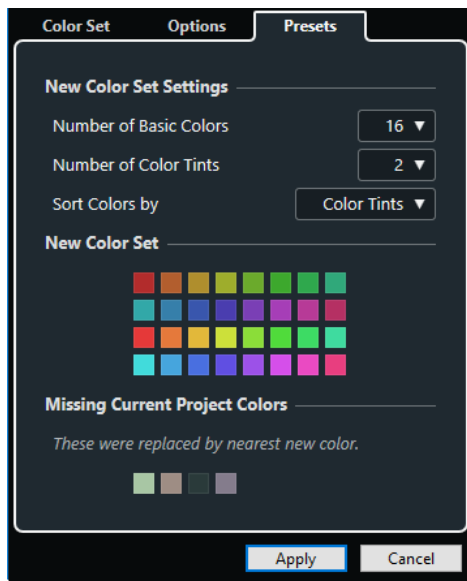 Color Set Options Presets
New Color Set Settings
Number of Basic Colors 16
Number of Color Tints 2
Sort Colors by Color Tints
New Color Set
Missing Current Project Colors
These were replaced by nearest new color.
Apply Cancel